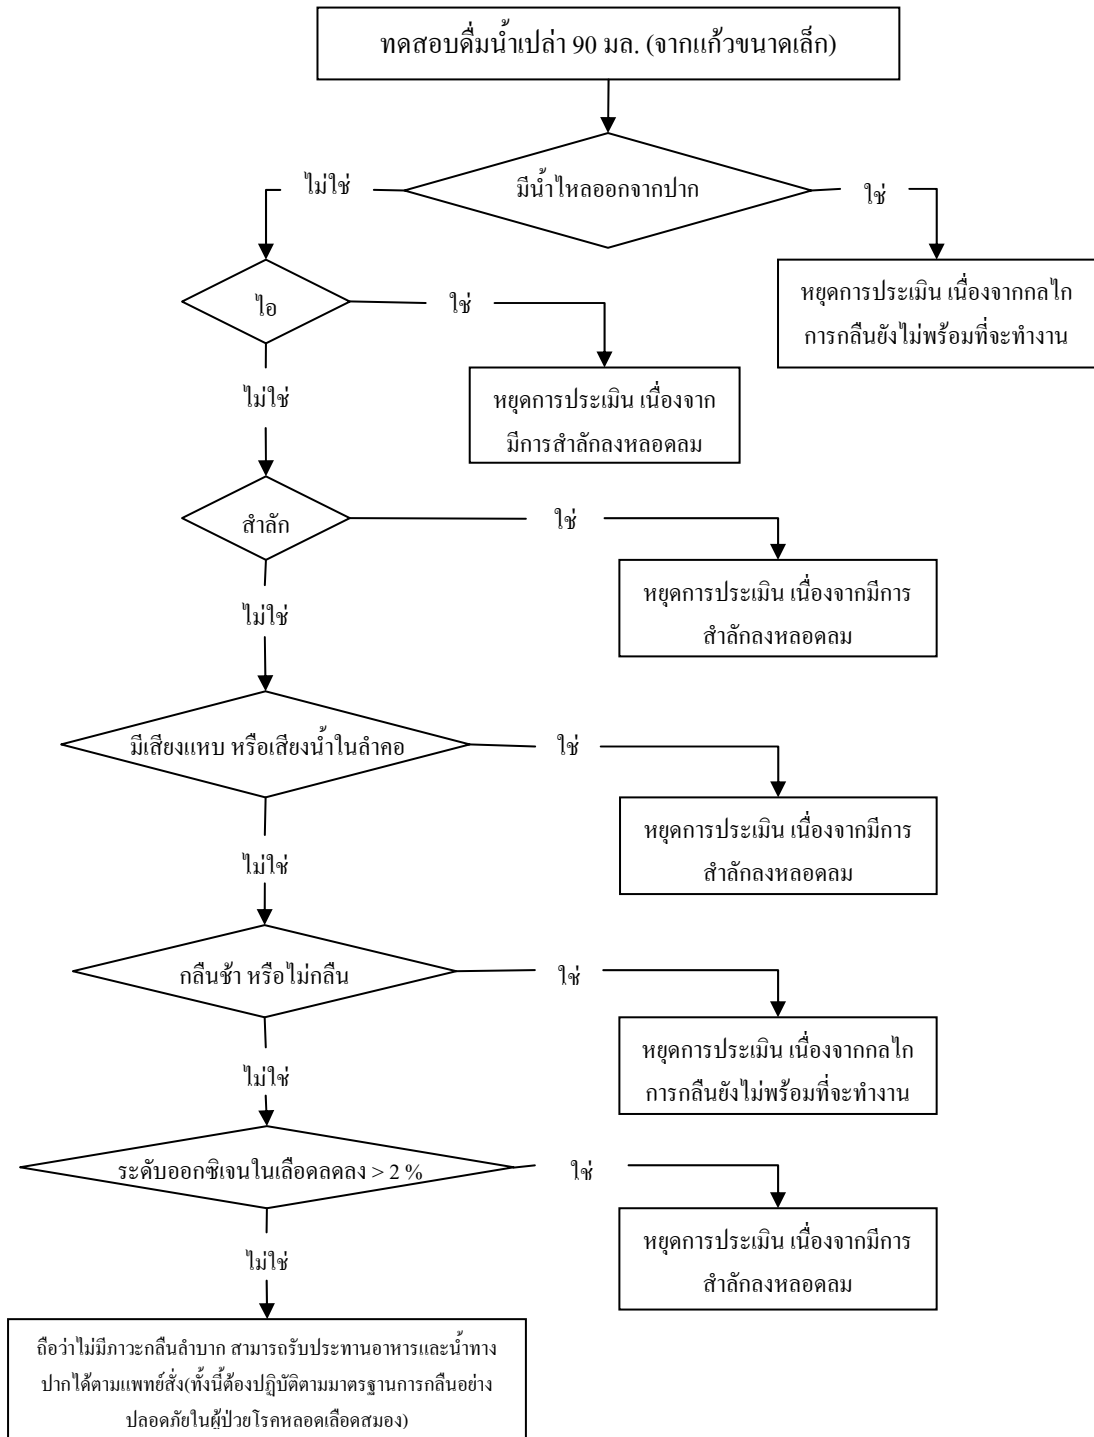 ทดสอบดื่มน้ำเปล่า 90 มล. (จากแก้วขนาดเล็ก)
มีน้ำไหลออกจากปาก
ไม่ใช่
ใช่
หยุดการประเมิน เนื่องจากกลไก
การกลืนยังไม่พร้อมที่จะทำงาน
ไอ
ใช่
หยุดการประเมิน เนื่องจาก
มีการสำลักลงหลอดลม
ไม่ใช่
สำลัก
ใช่
หยุดการประเมิน เนื่องจากมีการ
สำลักลงหลอดลม
ไม่ใช่
มีเสียงแหบ หรือเสียงน้ำในลำคอ
ใช่
หยุดการประเมิน เนื่องจากมีการ
สำลักลงหลอดลม
ไม่ใช่
กลืนช้า หรือไม่กลืน
ใช่
หยุดการประเมิน เนื่องจากกลไก
การกลืนยังไม่พร้อมที่จะทำงาน
ไม่ใช่
ระดับออกซิเจนในเลือดลดลง > 2 %
ใช่
หยุดการประเมิน เนื่องจากมีการ
สำลักลงหลอดลม
ไม่ใช่
ถือว่าไม่มีภาวะกลืนลำบาก สามารถรับประทานอาหารและน้ำทาง
ปากได้ตามแพทย์สั่ง(ทั้งนี้ต้องปฏิบัติตามมาตรฐานการกลืนอย่าง
ปลอดภัยในผู้ป่วยโรคหลอดเลือดสมอง)